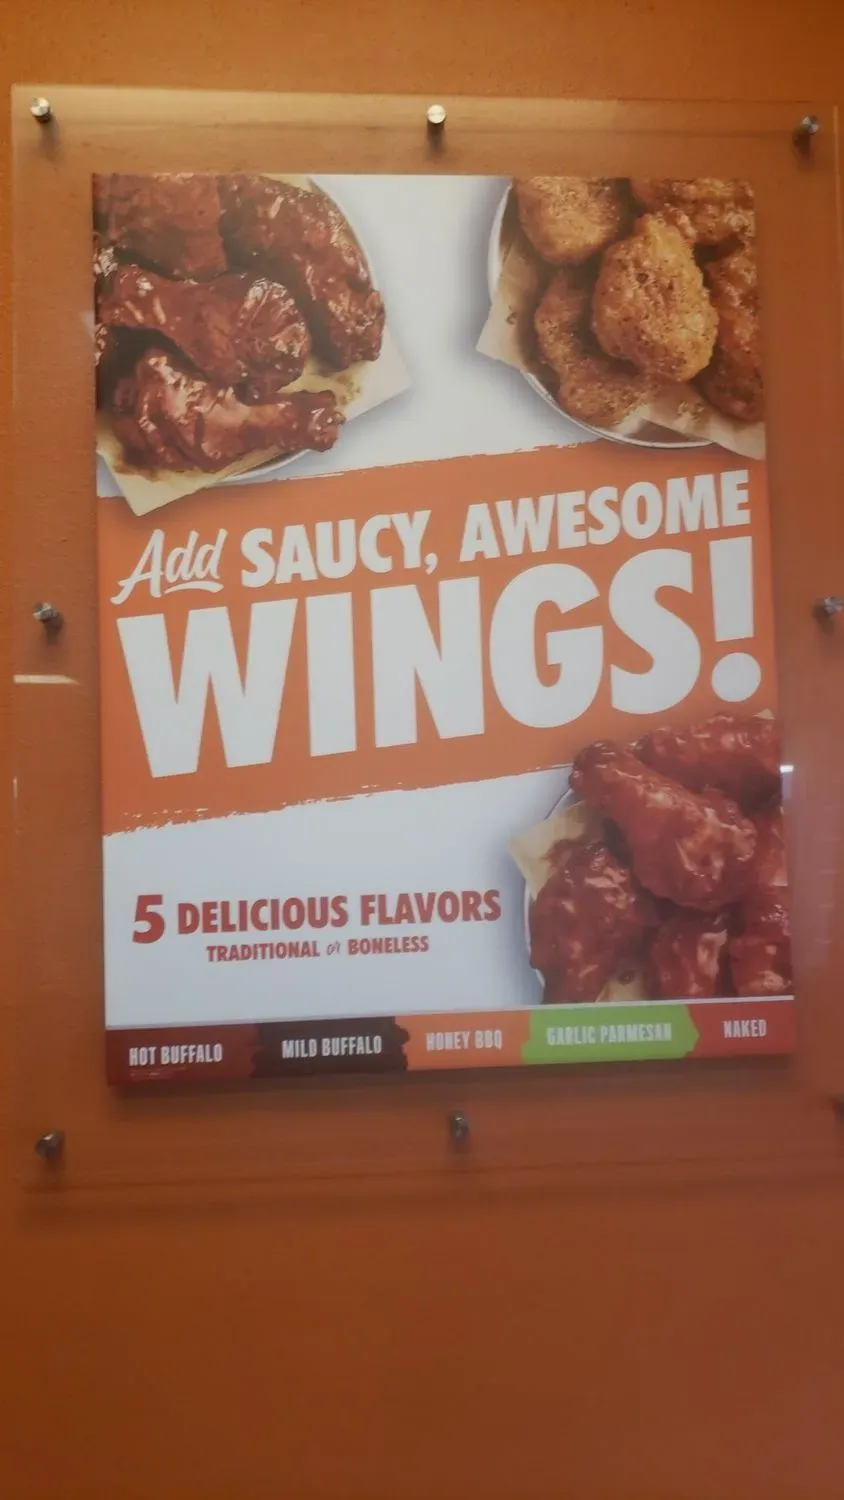 Add SAUCY, AWESOME
WINGS!
5 DELICIOUS FLAVORS
TRADITIONAL or BONELESS
HOT BUFFALO MILD BUFFALO HONEY BBQ GARLIC PARMESAN NAKED